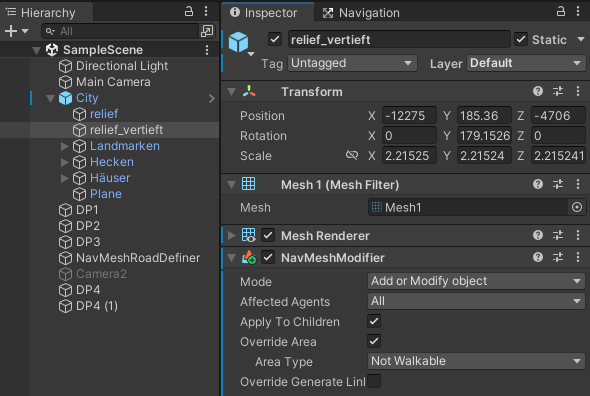 Hierarchy
All
SampleScene
Directional Light
Main Camera
City
relief
relief_vertieft
Landmarken
Hecken
Häuser
Plane
DP1
DP2
DP3
NavMeshRoadDefiner
Camera2
DP4
DP4 (1)
Inspector Navigation
relief_vertieft Static
Tag Untagged Layer Default
Transform
Position X -12275 Y 185.36 Z -4706
Rotation X 0 Y 179.1526 Z 0
Scale X 2.21525 Y 2.21524 Z 2.215241
Mesh 1 (Mesh Filter)
Mesh Mesh1
Mesh Renderer
NavMeshModifier
Mode Add or Modify object
Affected Agents All
Apply To Children
Override Area
Area Type Not Walkable
Override Generate Linl